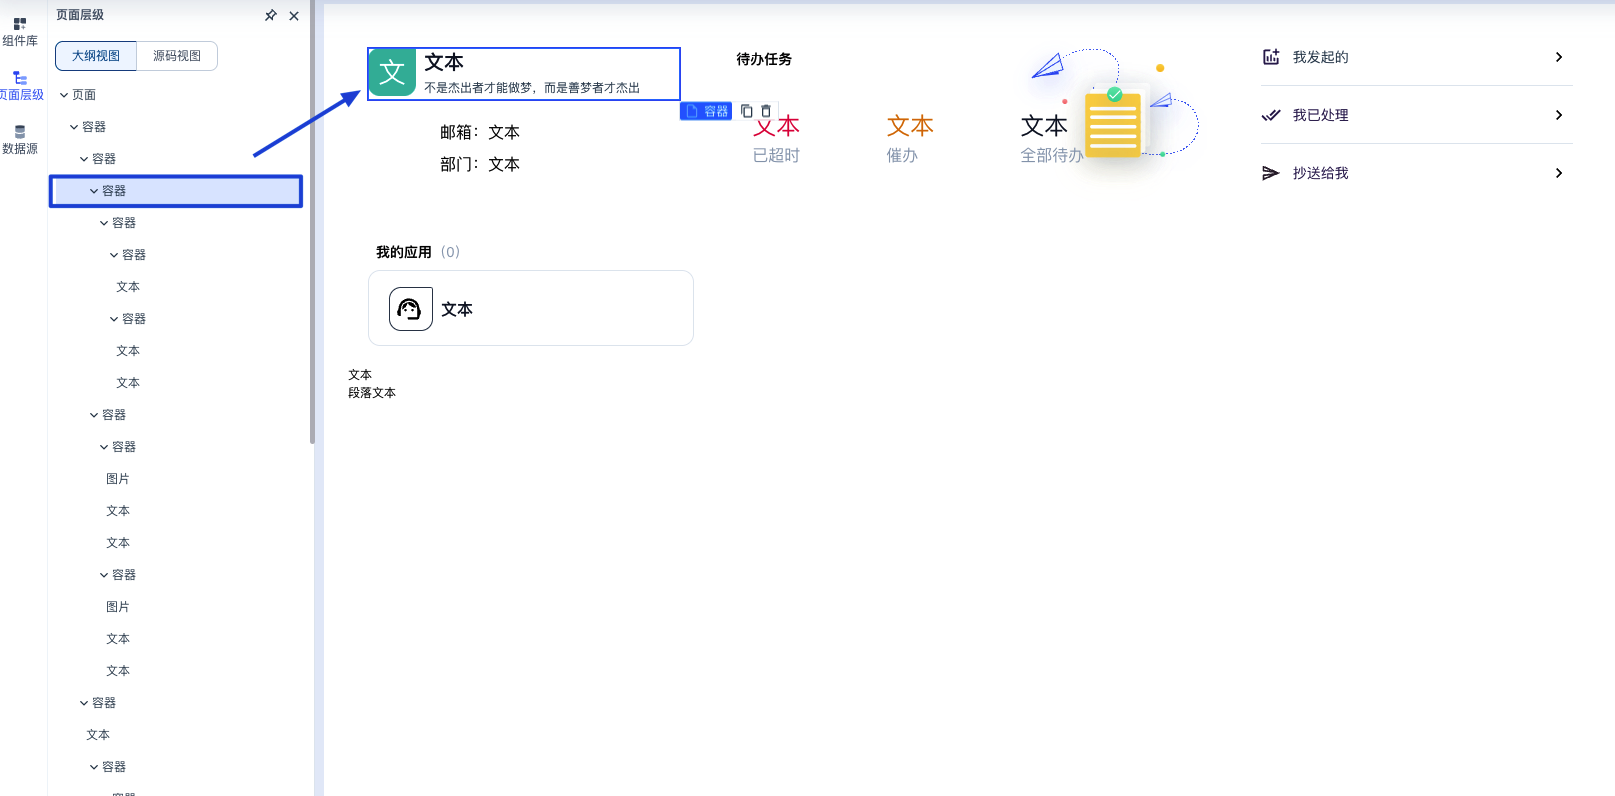 组件库
页面层级
数据源
页面层级
大纲视图
源码视图
页面
容器
容器
容器
容器
容器
文本
容器
文本
文本
容器
容器
图片
文本
文本
容器
图片
文本
文本
容器
文本
容器
文
文本
不是杰出者才能做梦，而是善梦者才杰出
容器
邮箱：文本
部门：文本
待办任务
文本
已超时
文本
催办
文本
全部待办
我发起的
我已处理
抄送给我
我的应用 (0)
文本
文本
段落文本